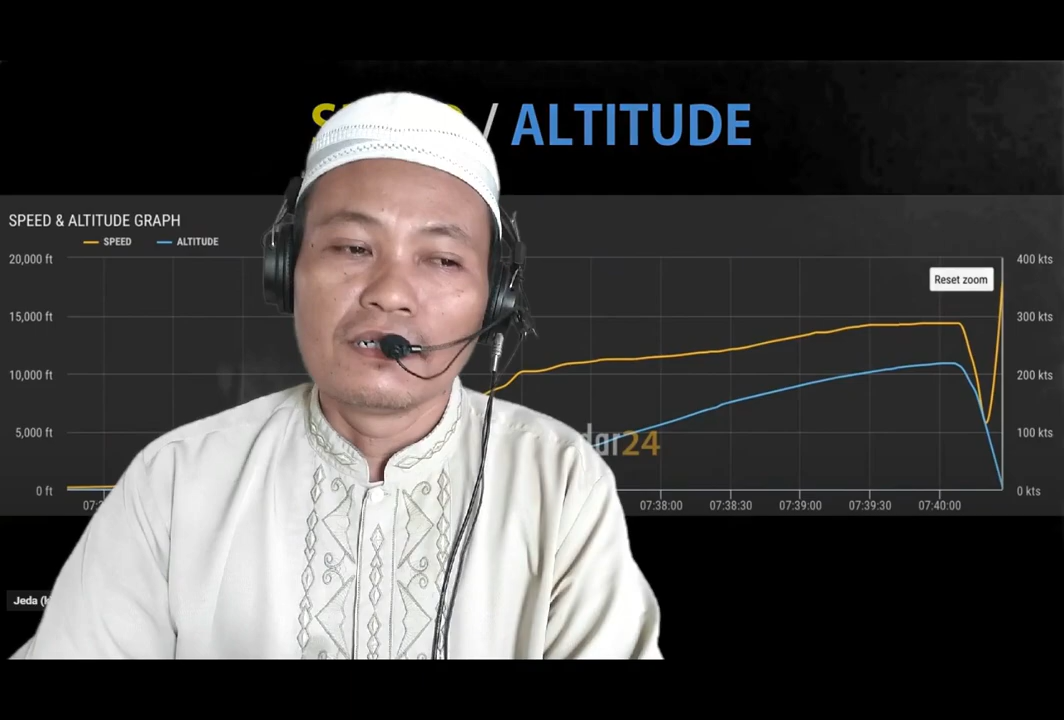 / ALTITUDE
SPEED & ALTITUDE GRAPH
SPEED ALTITUDE
20,000 ft 400 kts
Reset zoom
15,000 ft 300 kts
10,000 ft 200 kts
5,000 ft 100 kts
dar24
0 ft 0 kts
07:38:00 07:38:30 07:39:00 07:39:30 07:40:00
Jeda (